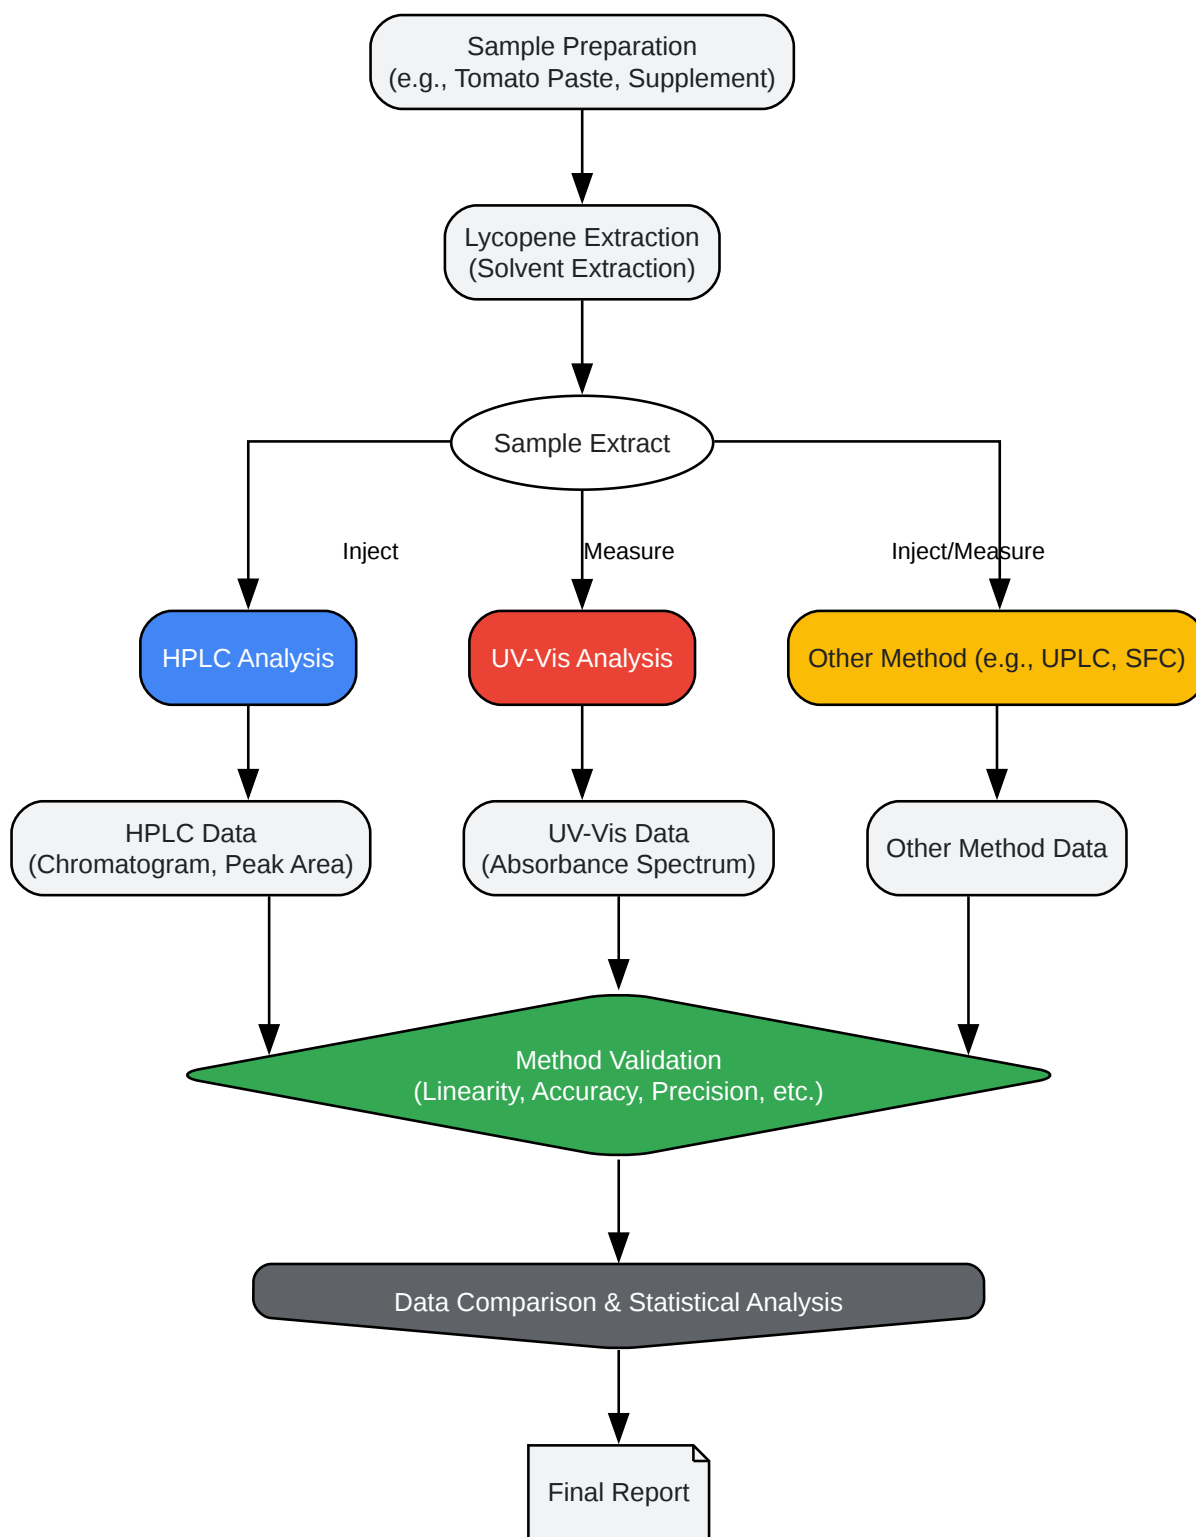 Sample Preparation
(e.g., Tomato Paste, Supplement)
Lycopene Extraction
(Solvent Extraction)
Sample Extract
Inject
Measure
Inject/Measure
HPLC Analysis
UV-Vis Analysis
Other Method (e.g., UPLC, SFC)
HPLC Data
(Chromatogram, Peak Area)
UV-Vis Data
(Absorbance Spectrum)
Other Method Data
Method Validation
(Linearity, Accuracy, Precision, etc.)
Data Comparison & Statistical Analysis
Final Report